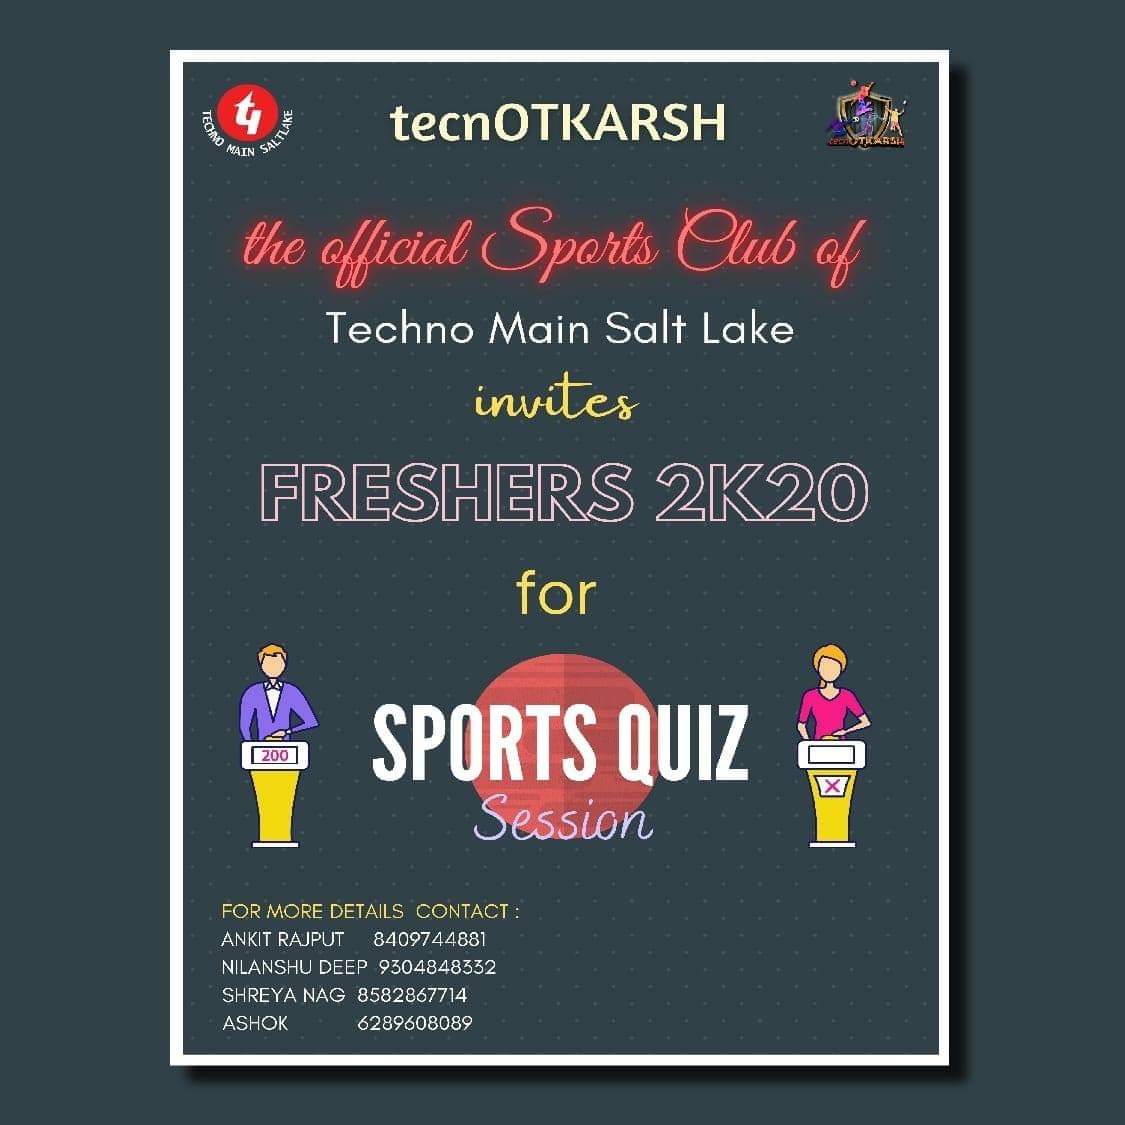 TECHNO MAIN SALTLAKE
tecnOTKARSH
tecnOTKARSH
the official Sports Club of
Techno Main Salt Lake
invites
FRESHERS 2K20
for
200
SPORTS QUIZ
Session
X
FOR MORE DETAILS CONTACT :
ANKIT RAJPUT 8409744881
NILANSHU DEEP 9304848332
SHREYA NAG 8582867714
ASHOK 6289608089